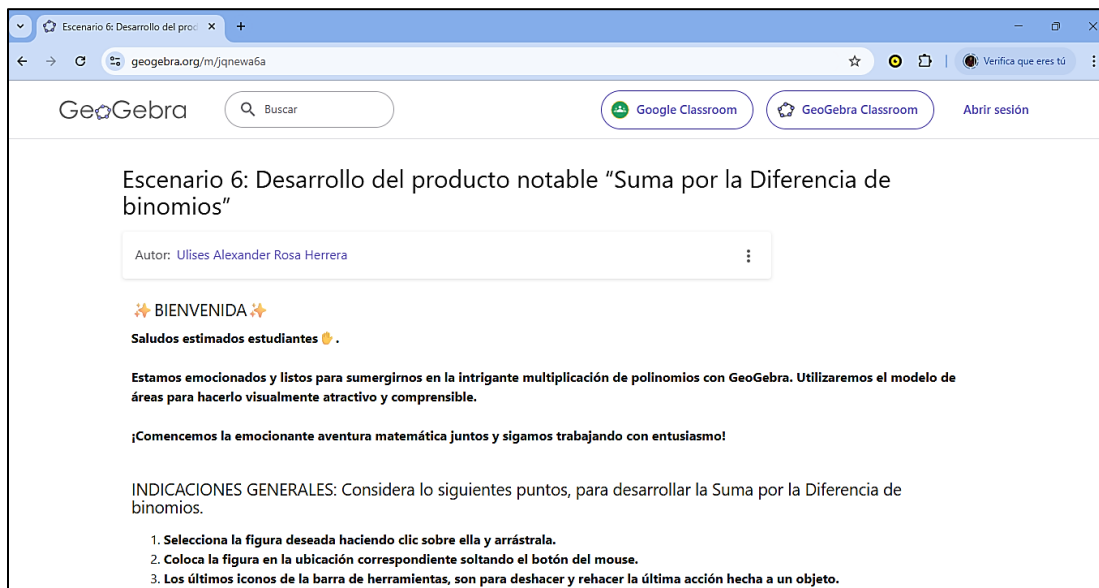 Escenario 6: Desarrollo del prod
geogebra.org/m/jqnewa6a
Verifica que eres tú
GeoGebra
Buscar
Google Classroom
GeoGebra Classroom
Abrir sesión
Escenario 6: Desarrollo del producto notable “Suma por la Diferencia de
binomios”
Autor: Ulises Alexander Rosa Herrera
✨ BIENVENIDA ✨
Saludos estimados estudiantes ✋ .
Estamos emocionados y listos para sumergirnos en la intrigante multiplicación de polinomios con GeoGebra. Utilizaremos el modelo de
áreas para hacerlo visualmente atractivo y comprensible.
¡Comencemos la emocionante aventura matemática juntos y sigamos trabajando con entusiasmo!
INDICACIONES GENERALES: Considera lo siguientes puntos, para desarrollar la Suma por la Diferencia de
binomios.
1. Selecciona la figura deseada haciendo clic sobre ella y arrástrala.
2. Coloca la figura en la ubicación correspondiente soltando el botón del mouse.
3. Los últimos iconos de la barra de herramientas, son para deshacer y rehacer la última acción hecha a un objeto.